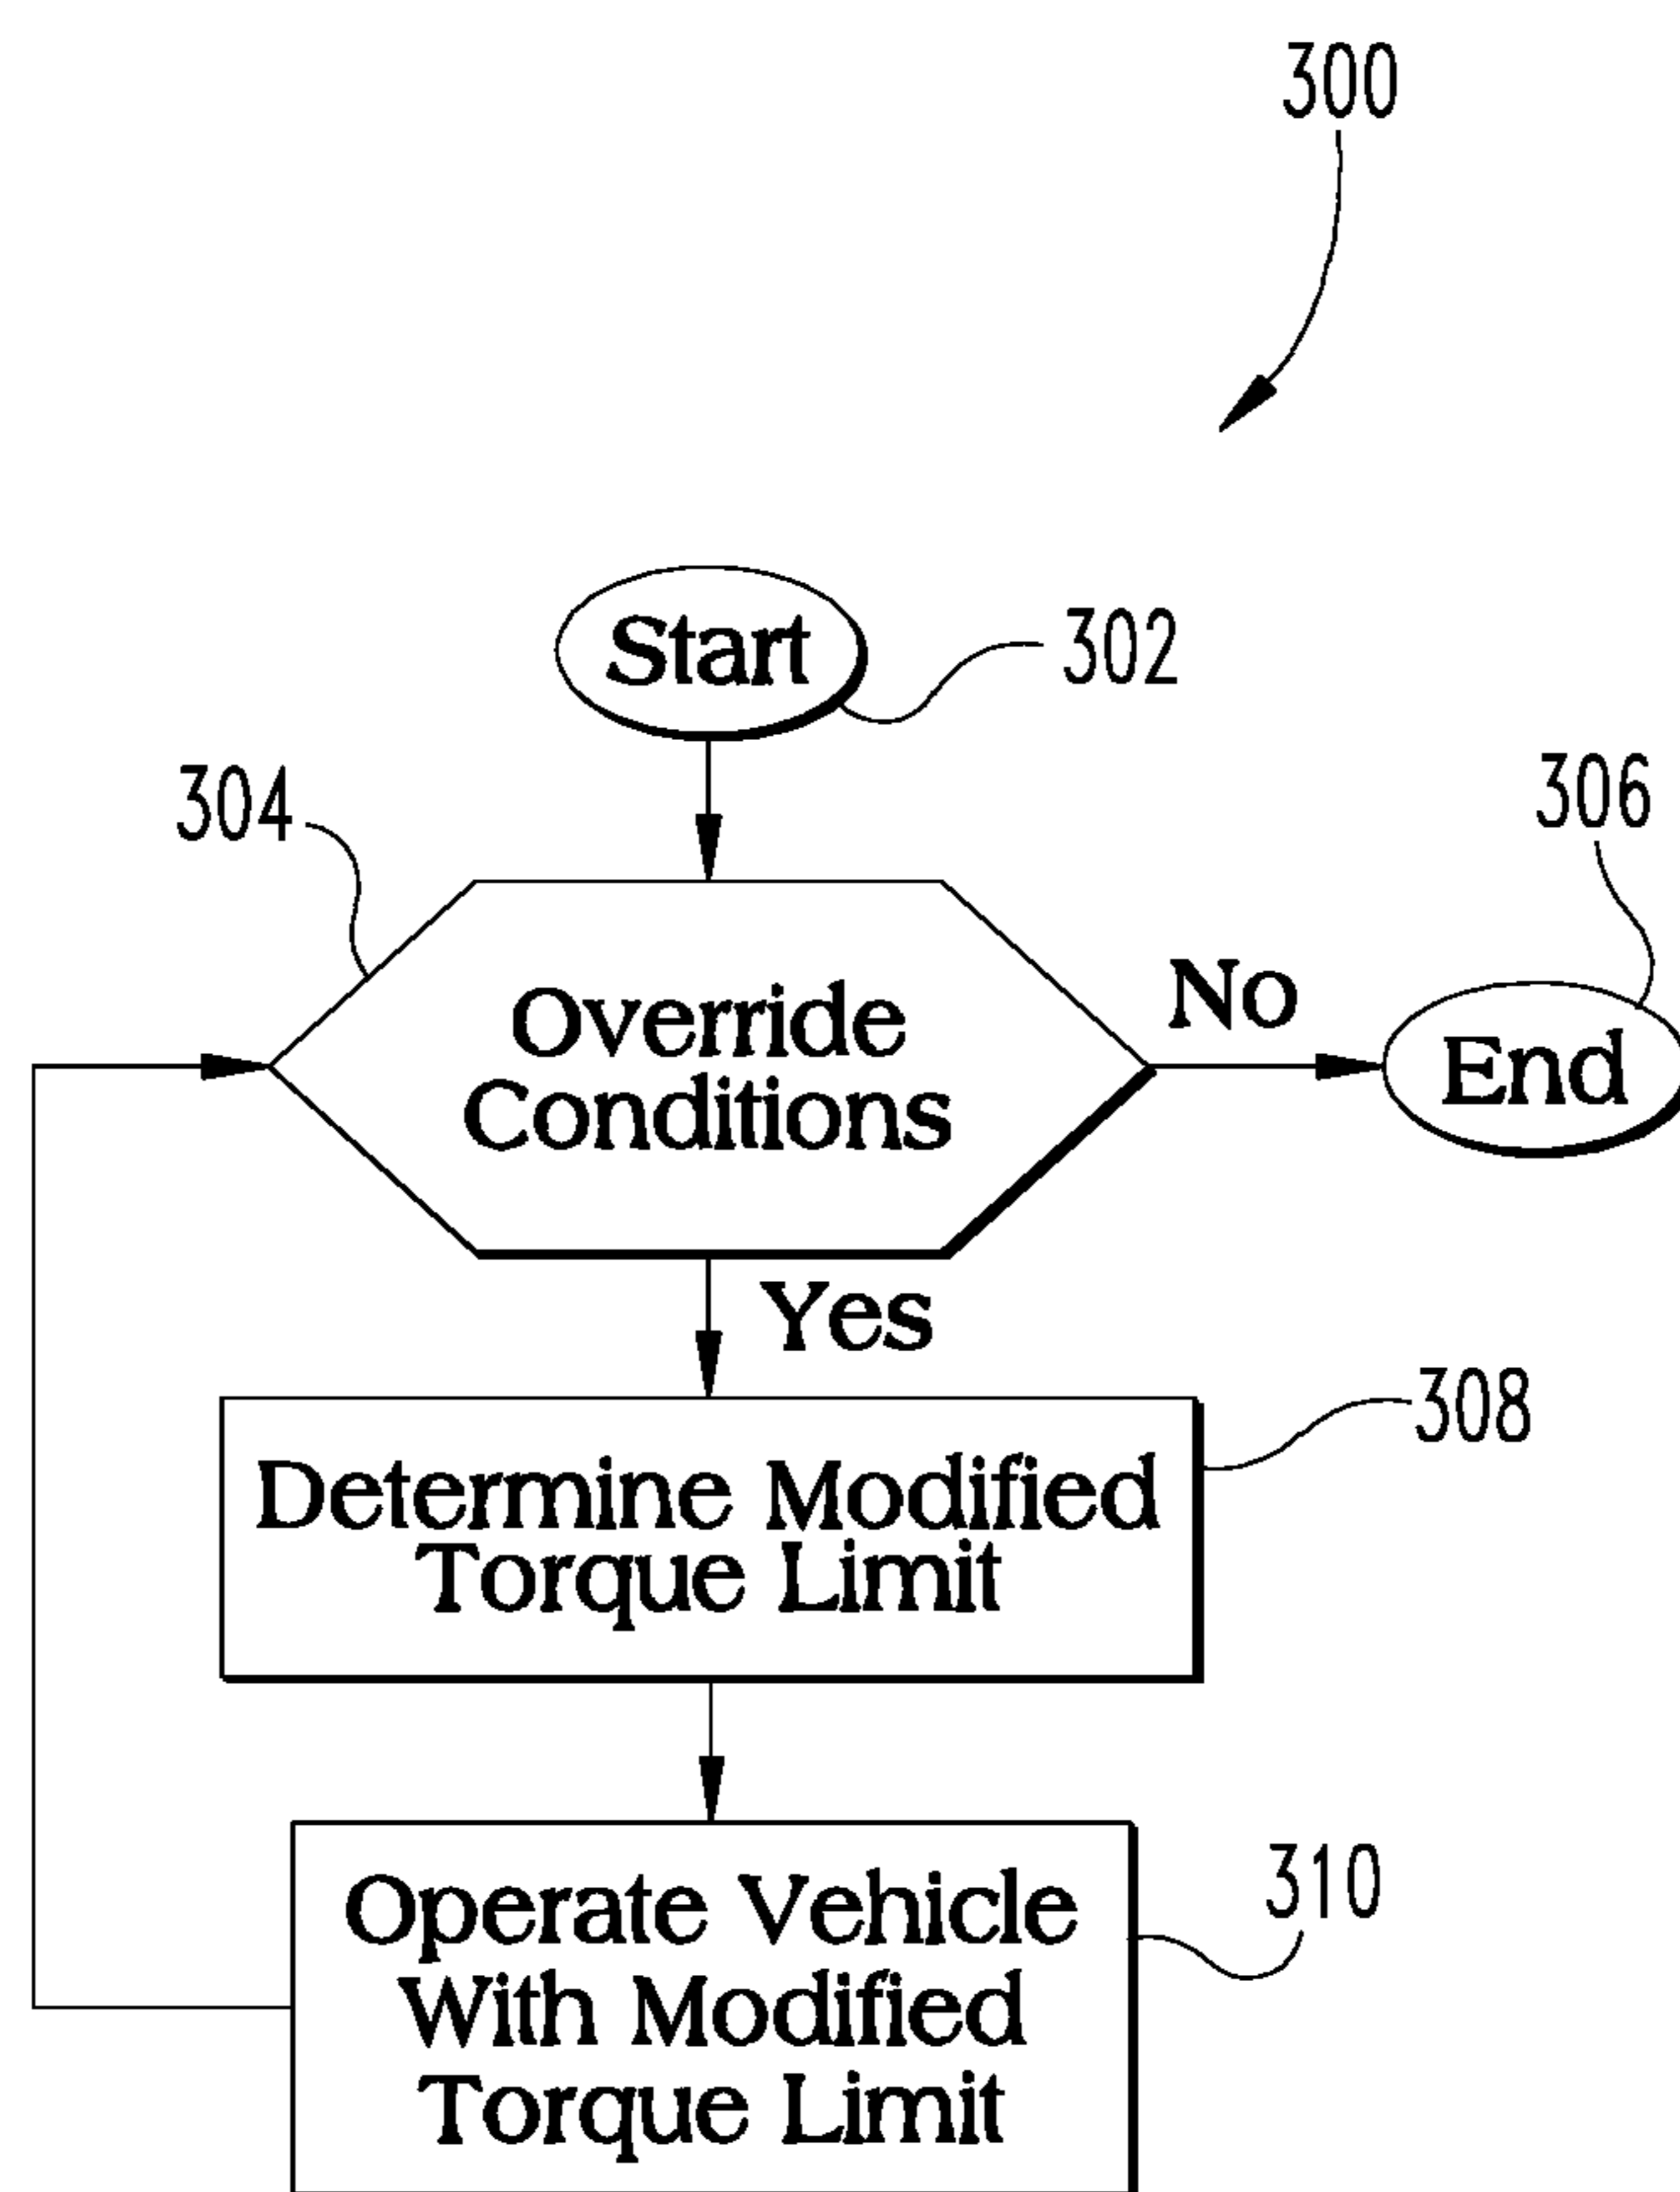 300
Start
302
304
306
Override
Conditions
No
End
Yes
308
Determine Modified
Torque Limit
310
Operate Vehicle
With Modified
Torque Limit